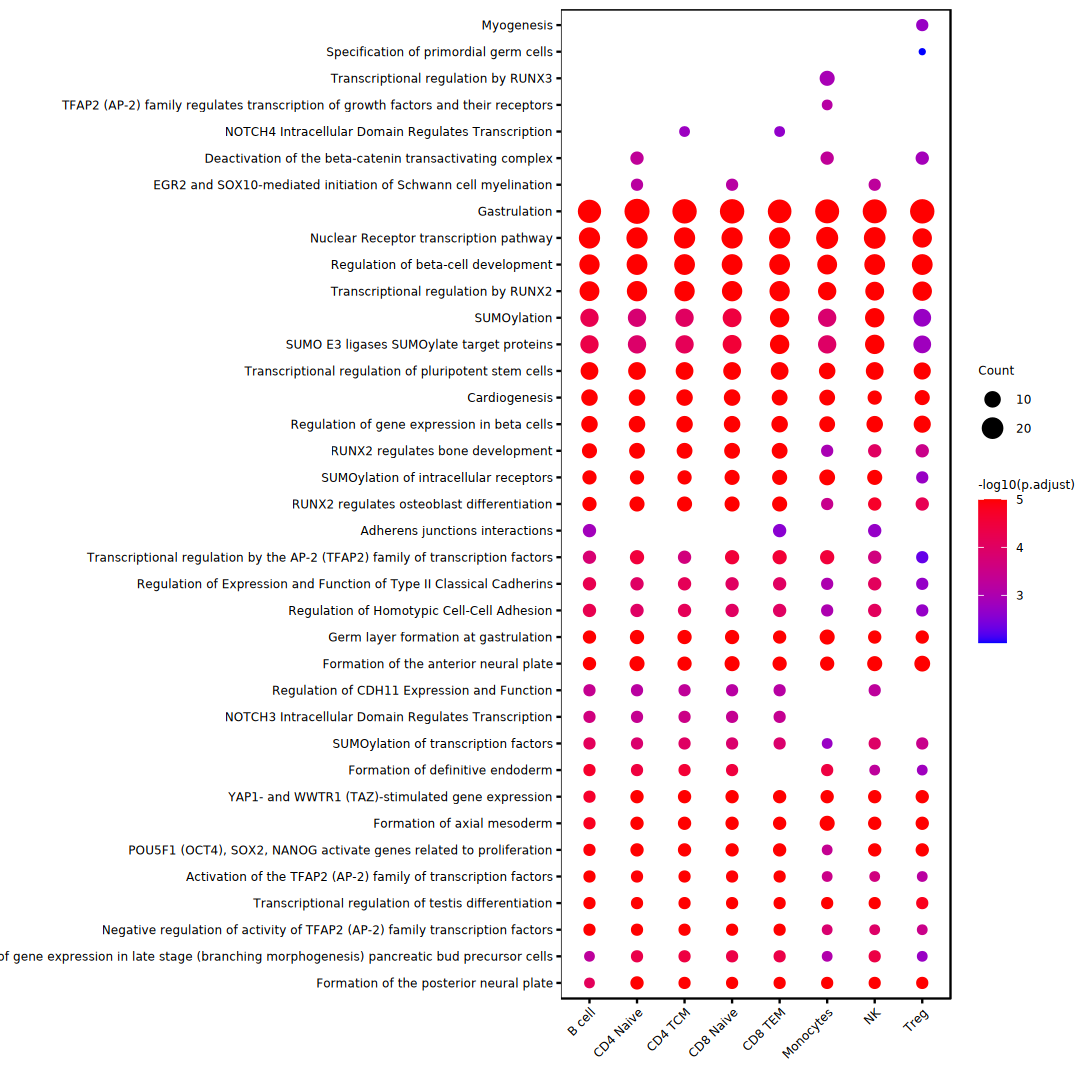 Myogenesis
Specification of primordial germ cells
Transcriptional regulation by RUNX3
TFAP2 (AP-2) family regulates transcription of growth factors and their receptors
NOTCH4 Intracellular Domain Regulates Transcription
Deactivation of the beta-catenin transactivating complex
EGR2 and SOX10-mediated initiation of Schwann cell myelination
Gastrulation
Nuclear Receptor transcription pathway
Regulation of beta-cell development
Transcriptional regulation by RUNX2
SUMOylation
SUMO E3 ligases SUMOylate target proteins
Transcriptional regulation of pluripotent stem cells
Cardiogenesis
Regulation of gene expression in beta cells
RUNX2 regulates bone development
SUMOylation of intracellular receptors
RUNX2 regulates osteoblast differentiation
Adherens junctions interactions
Transcriptional regulation by the AP-2 (TFAP2) family of transcription factors
Regulation of Expression and Function of Type II Classical Cadherins
Regulation of Homotypic Cell-Cell Adhesion
Germ layer formation at gastrulation
Formation of the anterior neural plate
Regulation of CDH11 Expression and Function
NOTCH3 Intracellular Domain Regulates Transcription
SUMOylation of transcription factors
Formation of definitive endoderm
YAP1- and WWTR1 (TAZ)-stimulated gene expression
Formation of axial mesoderm
POU5F1 (OCT4), SOX2, NANOG activate genes related to proliferation
Activation of the TFAP2 (AP-2) family of transcription factors
Transcriptional regulation of testis differentiation
Negative regulation of activity of TFAP2 (AP-2) family transcription factors
of gene expression in late stage (branching morphogenesis) pancreatic bud precursor cells
Formation of the posterior neural plate
B cell
CD4 Naive
CD4 TCM
CD8 Naive
CD8 TEM
Monocytes
NK
Treg
Count
10
20
-log10(p.adjust)
5
4
3